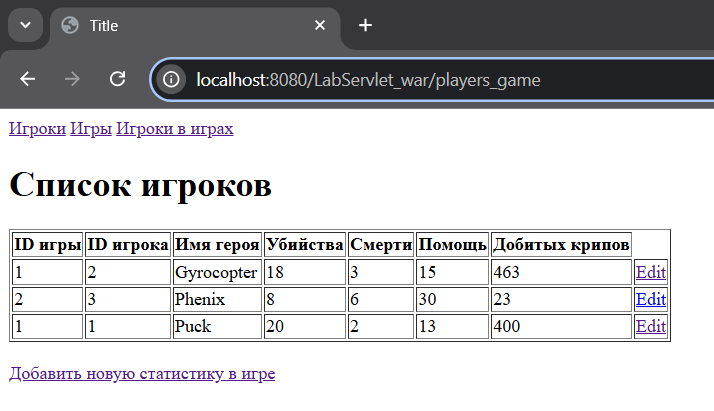 Title
localhost:8080/LabServlet_war/players_game
Игроки Игры Игроки в играх
Список игроков
ID игры ID игрока Имя героя Убийства Смерти Помощь Добитых крипов
1 2 Gyrocopter 18 3 15 463 Edit
2 3 Phenix 8 6 30 23 Edit
1 1 Puck 20 2 13 400 Edit
Добавить новую статистику в игре